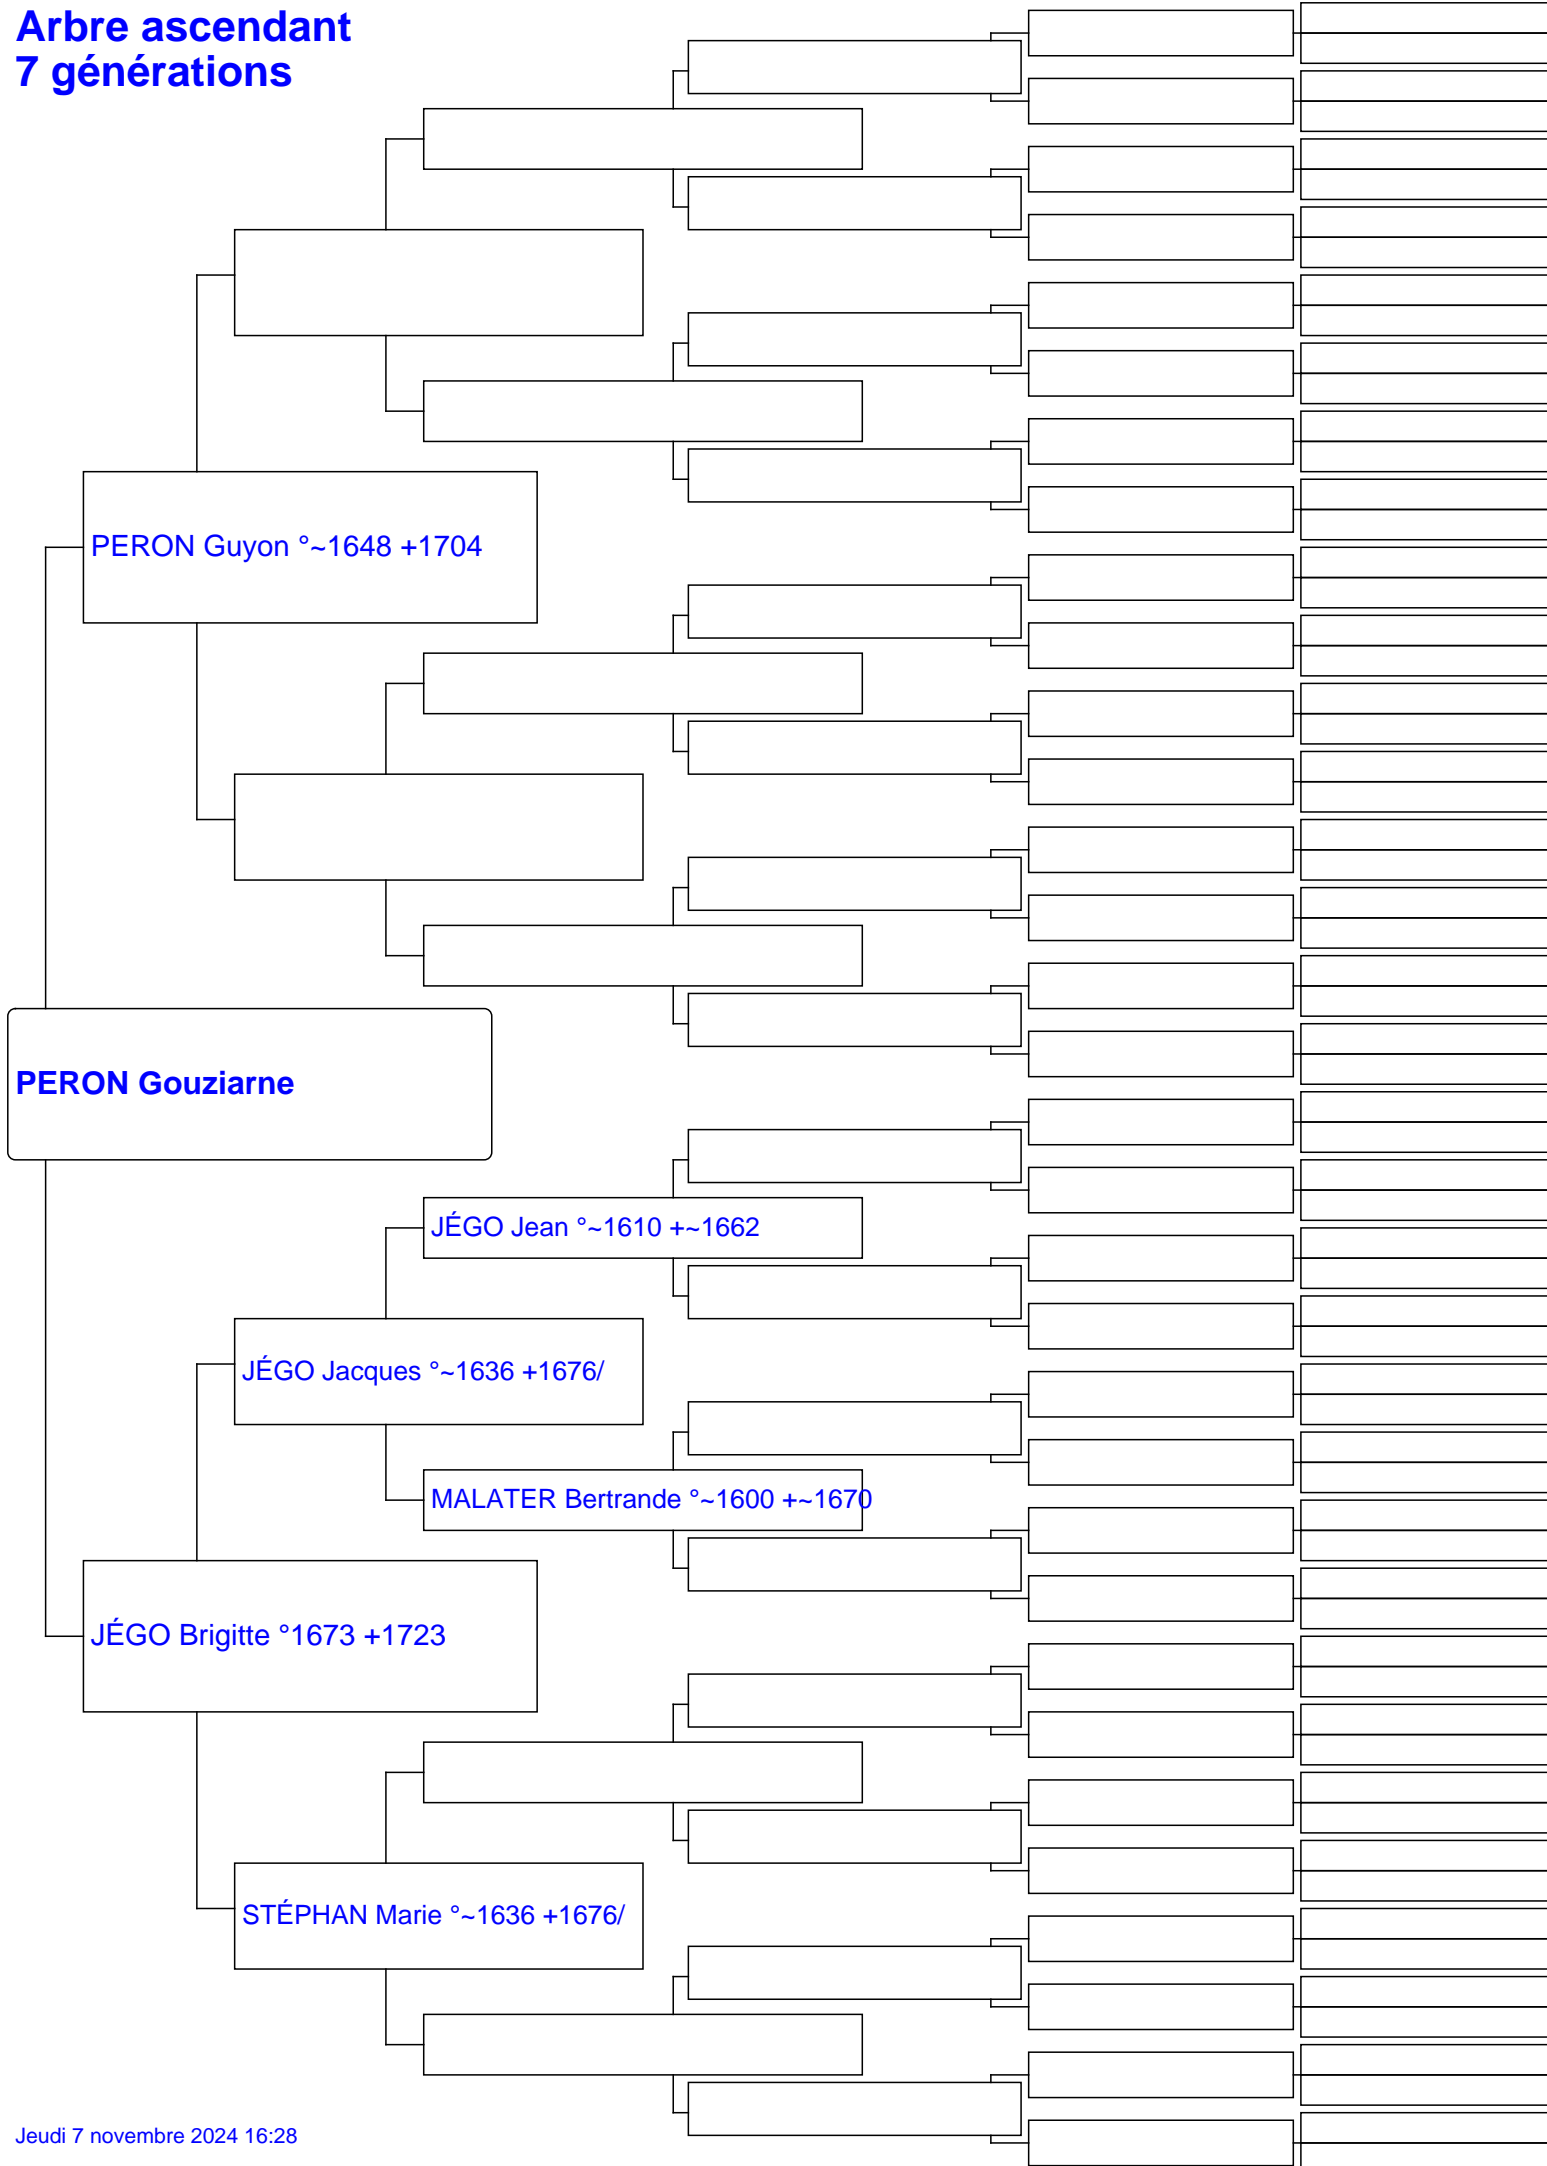 Arbre ascendant
7 générations
PERON Guyon °~1648 +1704
PERON Gouziarne
JÉGO Jean °~1610 +~1662
JÉGO Jacques °~1636 +1676/
MALATER Bertrande °~1600 +~1670
JÉGO Brigitte °1673 +1723
STÉPHAN Marie °~1636 +1676/
Jeudi 7 novembre 2024 16:28